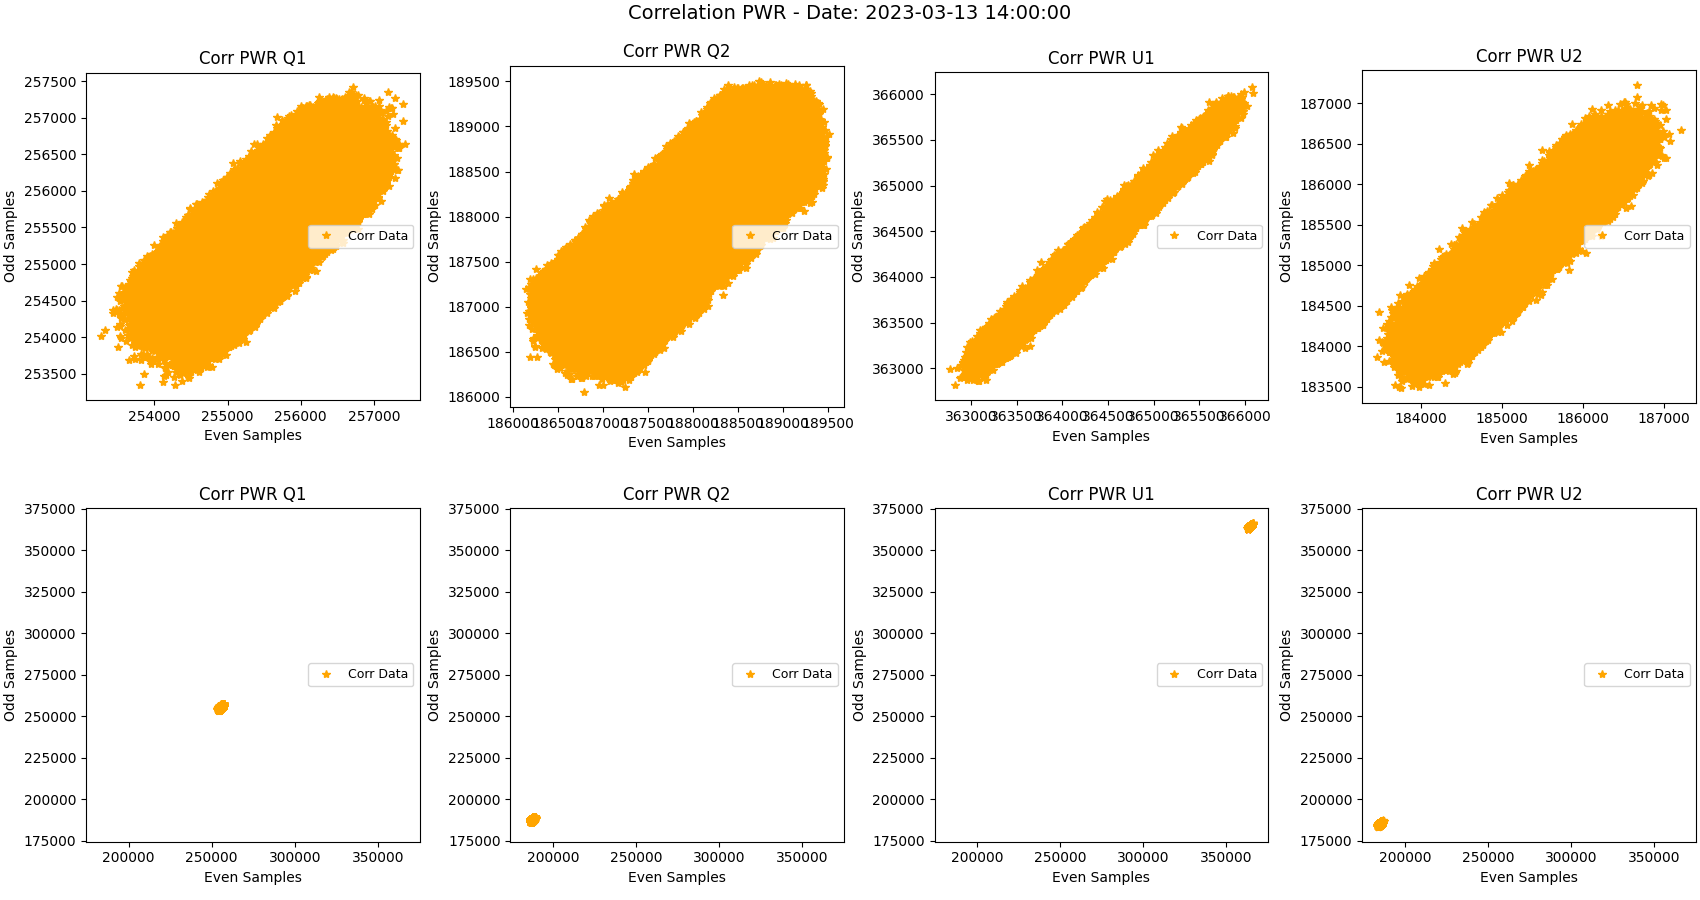 Correlation PWR - Date: 2023-03-13 14:00:00
Corr PWR Q1
257500
257000
256500
256000
255500
255000
254500
254000
253500
Odd Samples
Corr Data
254000 255000 256000 257000
Even Samples
Corr PWR Q2
189500
189000
188500
188000
187500
187000
186500
186000
Odd Samples
Corr Data
186000 186500 187000 187500 188000 188500 189000 189500
Even Samples
Corr PWR U1
366000
365500
365000
364500
364000
363500
363000
Odd Samples
Corr Data
363000 363500 364000 364500 365000 365500 366000
Even Samples
Corr PWR U2
187000
186500
186000
185500
185000
184500
184000
183500
Odd Samples
Corr Data
184000 185000 186000 187000
Even Samples
Corr PWR Q1
375000
350000
325000
300000
275000
250000
225000
200000
175000
Odd Samples
Corr Data
200000 250000 300000 350000
Even Samples
Corr PWR Q2
375000
350000
325000
300000
275000
250000
225000
200000
175000
Odd Samples
Corr Data
200000 250000 300000 350000
Even Samples
Corr PWR U1
375000
350000
325000
300000
275000
250000
225000
200000
175000
Odd Samples
Corr Data
200000 250000 300000 350000
Even Samples
Corr PWR U2
375000
350000
325000
300000
275000
250000
225000
200000
175000
Odd Samples
Corr Data
200000 250000 300000 350000
Even Samples